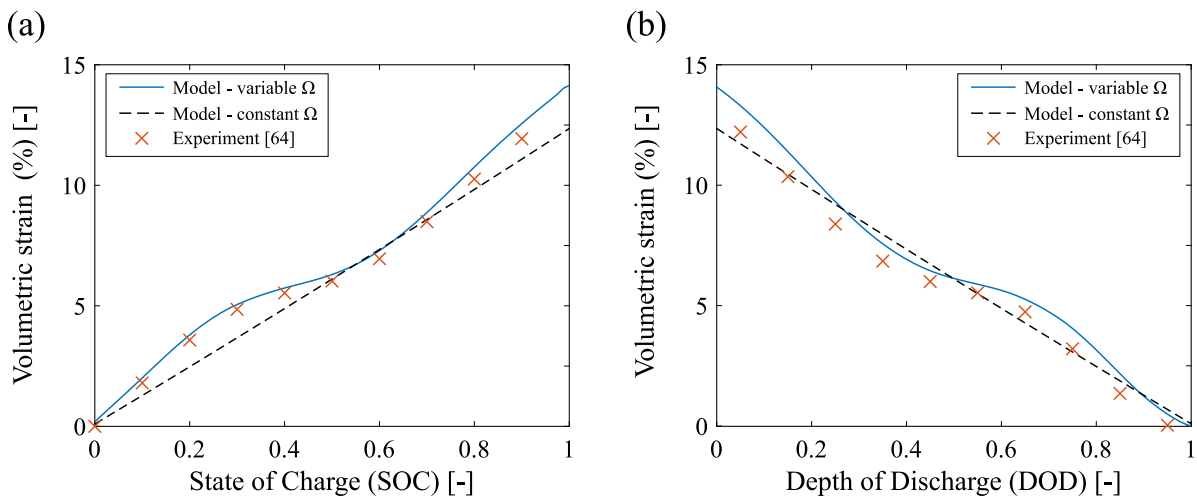 (a)
Volumetric strain (%) [-]
15
10
5
0
Model - variable Ω
Model - constant Ω
Experiment [64]
0 0.2 0.4 0.6 0.8 1
State of Charge (SOC) [-]
(b)
Volumetric strain (%) [-]
15
10
5
0
Model - variable Ω
Model - constant Ω
Experiment [64]
0 0.2 0.4 0.6 0.8 1
Depth of Discharge (DOD) [-]